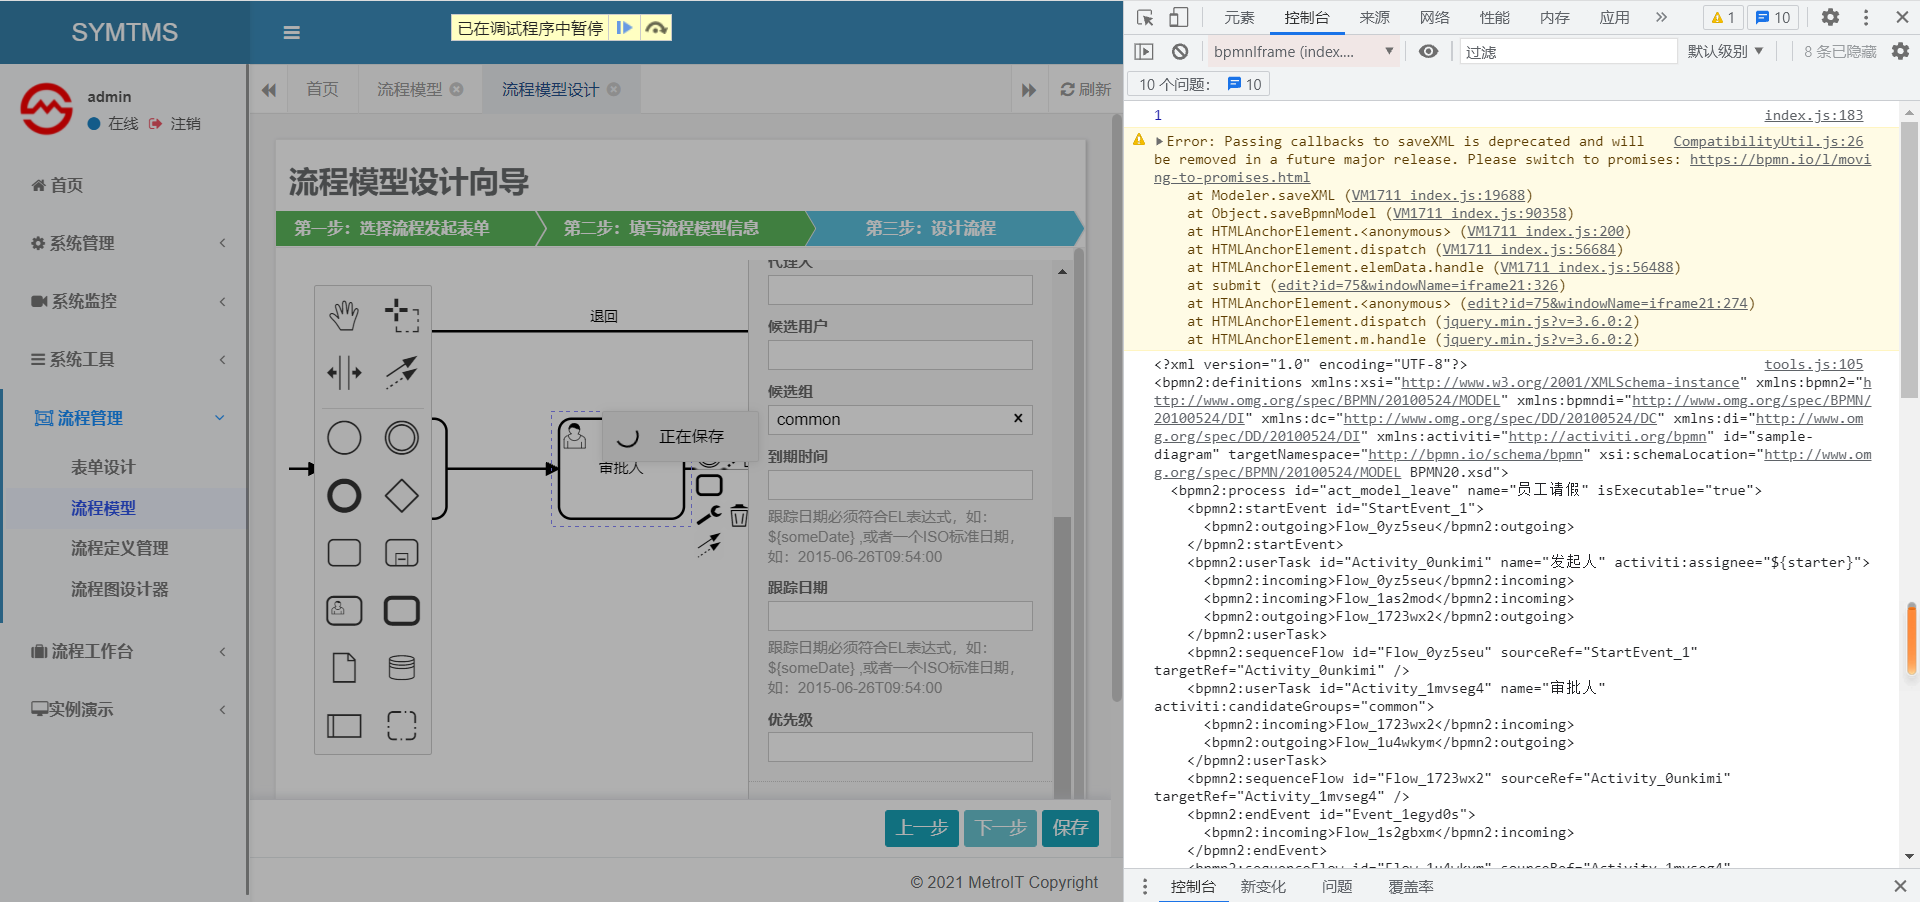 SYMTMS
已在调试程序中暂停
admin
在线 注销
首页
系统管理
系统监控
系统工具
流程管理
表单设计
流程模型
流程定义管理
流程图设计器
流程工作台
实例演示
首页 流程模型 流程模型设计 刷新
流程模型设计向导
第一步：选择流程发起表单 第二步：填写流程模型信息 第三步：设计流程
退回
审批人
正在保存
代理人
候选用户
候选组
common ×
到期时间
跟踪日期必须符合EL表达式，如：
${someDate} ,或者一个ISO标准日期，
如：2015-06-26T09:54:00
跟踪日期
跟踪日期必须符合EL表达式，如：
${someDate} ,或者一个ISO标准日期，
如：2015-06-26T09:54:00
优先级
上一步 下一步 保存
© 2021 MetroIT Copyright
元素 控制台 来源 网络 性能 内存 应用 » 1 10
bpmnIframe (index.... 过滤 默认级别 8 条已隐藏
10 个问题： 10
1 index.js:183
Error: Passing callbacks to saveXML is deprecated and will CompatibilityUtil.js:26
be removed in a future major release. Please switch to promises: https://bpmn.io/l/movi
ng-to-promises.html
at Modeler.saveXML (VM1711 index.js:19688)
at Object.saveBpmnModel (VM1711 index.js:90358)
at HTMLAnchorElement.<anonymous> (VM1711 index.js:200)
at HTMLAnchorElement.dispatch (VM1711 index.js:56684)
at HTMLAnchorElement.elemData.handle (VM1711 index.js:56488)
at submit (edit?id=75&windowName=iframe21:326)
at HTMLAnchorElement.<anonymous> (edit?id=75&windowName=iframe21:274)
at HTMLAnchorElement.dispatch (jquery.min.js?v=3.6.0:2)
at HTMLAnchorElement.m.handle (jquery.min.js?v=3.6.0:2)
<?xml version="1.0" encoding="UTF-8"?> tools.js:105
<bpmn2:definitions xmlns:xsi="http://www.w3.org/2001/XMLSchema-instance" xmlns:bpmn2="h
ttp://www.omg.org/spec/BPMN/20100524/MODEL" xmlns:bpmndi="http://www.omg.org/spec/BPMN/
20100524/DI" xmlns:dc="http://www.omg.org/spec/DD/20100524/DC" xmlns:di="http://www.om
g.org/spec/DD/20100524/DI" xmlns:activiti="http://activiti.org/bpmn" id="sample-
diagram" targetNamespace="http://bpmn.io/schema/bpmn" xsi:schemaLocation="http://www.om
g.org/spec/BPMN/20100524/MODEL BPMN20.xsd">
<bpmn2:process id="act_model_leave" name="员工请假" isExecutable="true">
<bpmn2:startEvent id="StartEvent_1">
<bpmn2:outgoing>Flow_0yz5seu</bpmn2:outgoing>
</bpmn2:startEvent>
<bpmn2:userTask id="Activity_0unkimi" name="发起人" activiti:assignee="${starter}">
<bpmn2:incoming>Flow_0yz5seu</bpmn2:incoming>
<bpmn2:incoming>Flow_1as2mod</bpmn2:incoming>
<bpmn2:outgoing>Flow_1723wx2</bpmn2:outgoing>
</bpmn2:userTask>
<bpmn2:sequenceFlow id="Flow_0yz5seu" sourceRef="StartEvent_1"
targetRef="Activity_0unkimi" />
<bpmn2:userTask id="Activity_1mvseg4" name="审批人"
activiti:candidateGroups="common">
<bpmn2:incoming>Flow_1723wx2</bpmn2:incoming>
<bpmn2:outgoing>Flow_1u4wkym</bpmn2:outgoing>
</bpmn2:userTask>
<bpmn2:sequenceFlow id="Flow_1723wx2" sourceRef="Activity_0unkimi"
targetRef="Activity_1mvseg4" />
<bpmn2:endEvent id="Event_1egyd0s">
<bpmn2:incoming>Flow_1s2gbxm</bpmn2:incoming>
</bpmn2:endEvent>
<bpmn2:sequenceFlow id="Flow_1u4wkym" sourceRef="Activity_1mvseg4"
控制台 新变化 问题 覆盖率